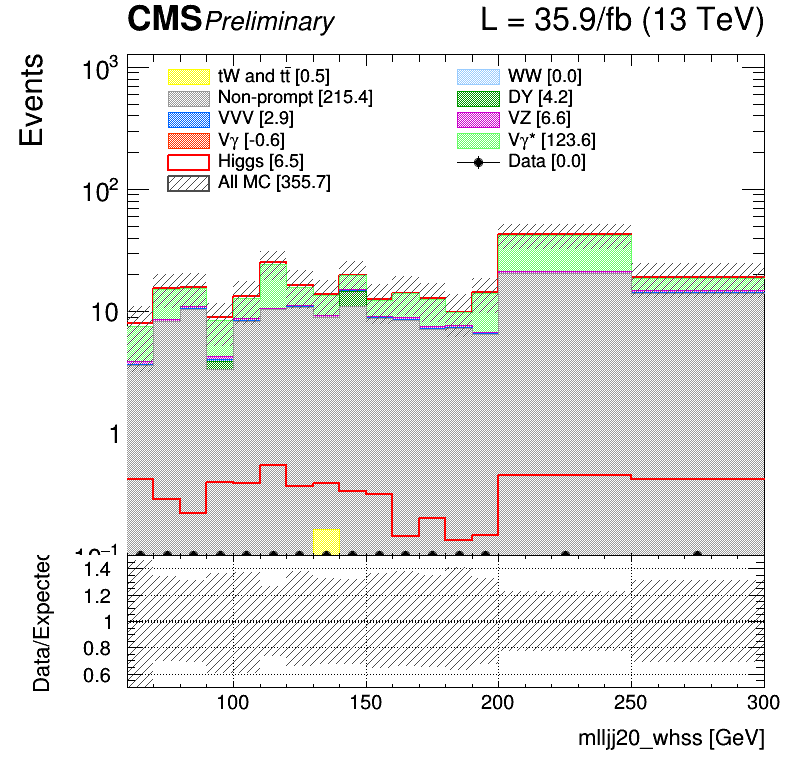 CMS Preliminary L = 35.9/fb (13 TeV)
Events
10³
10²
10
1
10⁻¹
tW and tt̄ [0.5]
Non-prompt [215.4]
VVV [2.9]
Vγ [-0.6]
Higgs [6.5]
All MC [355.7]
WW [0.0]
DY [4.2]
VZ [6.6]
Vγ* [123.6]
Data [0.0]
Data/Expected
1.4
1.2
1
0.8
0.6
100 150 200 250 300
mlljj20_whss [GeV]